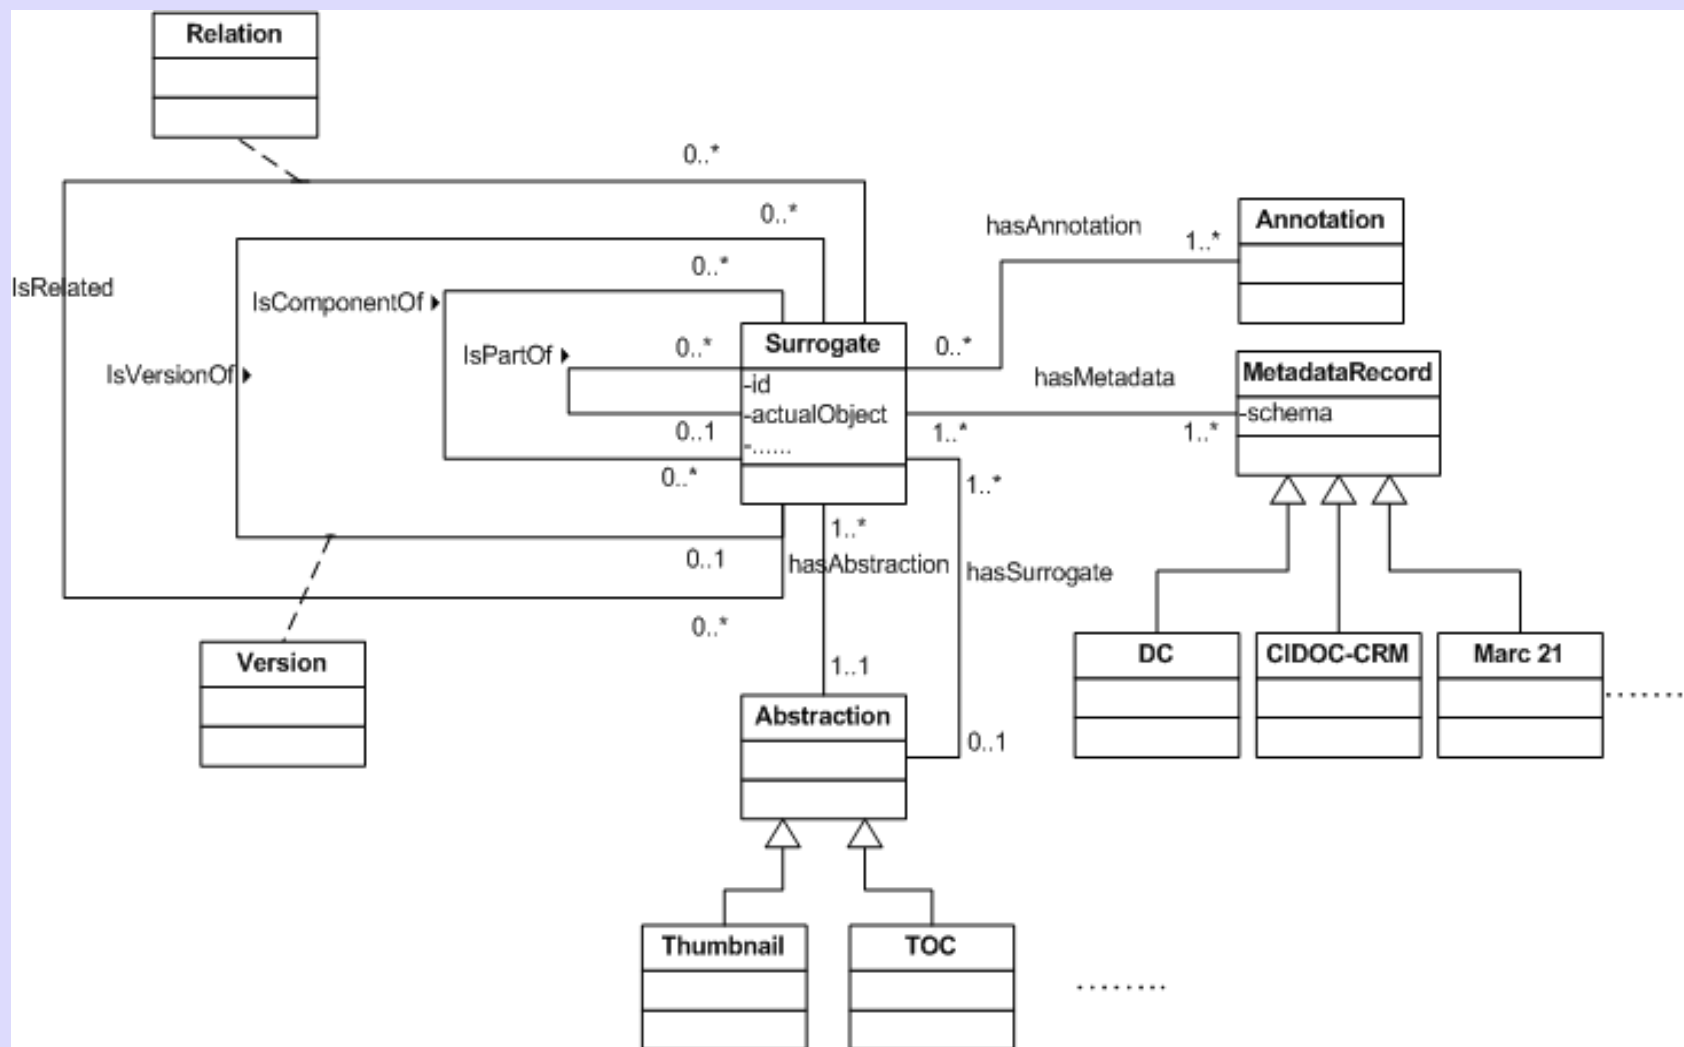 Relation
0..*
0..*
hasAnnotation
Annotation
1..*
0..*
IsRelated
IsComponentOf
IsPartOf
0..*
Surrogate
0..*
IsVersionOf
-id
hasMetadata
MetadataRecord
-actualObject
-schema
0..1
-......
1..*
1..*
0..*
1..*
1..*
0..1
hasAbstraction
hasSurrogate
0..*
Version
1..1
DC
CIDOC-CRM
Marc 21
........
Abstraction
0..1
Thumbnail
TOC
........